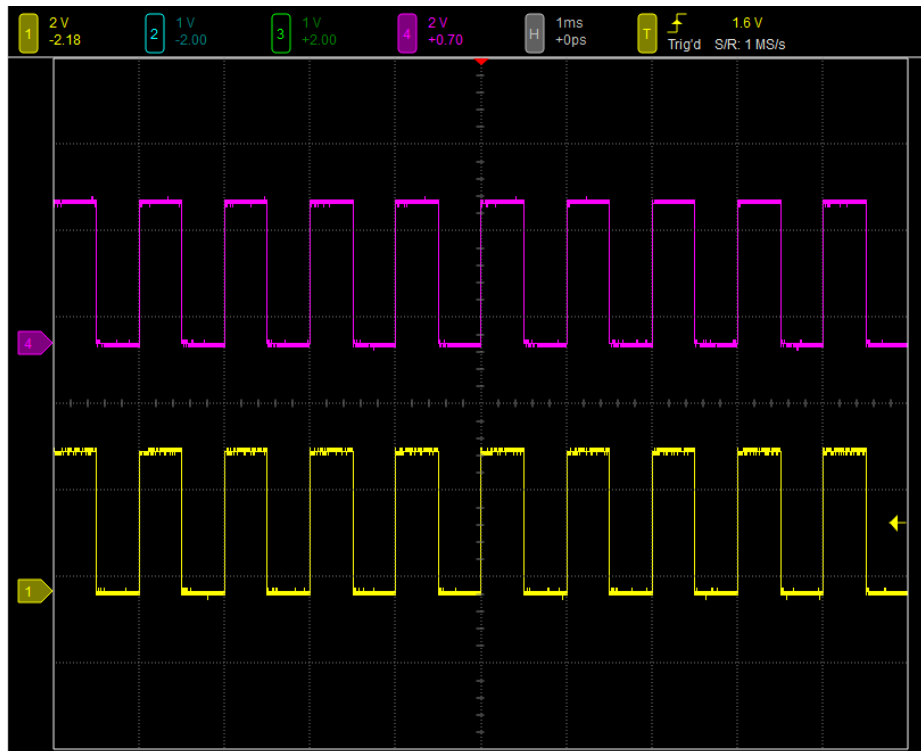 1 2 V
-2.18
2 1 V
-2.00
3 1 V
+2.00
4 2 V
+0.70
H 1ms
+0ps
T 1.6 V
Trig'd S/R: 1 MS/s
4
1